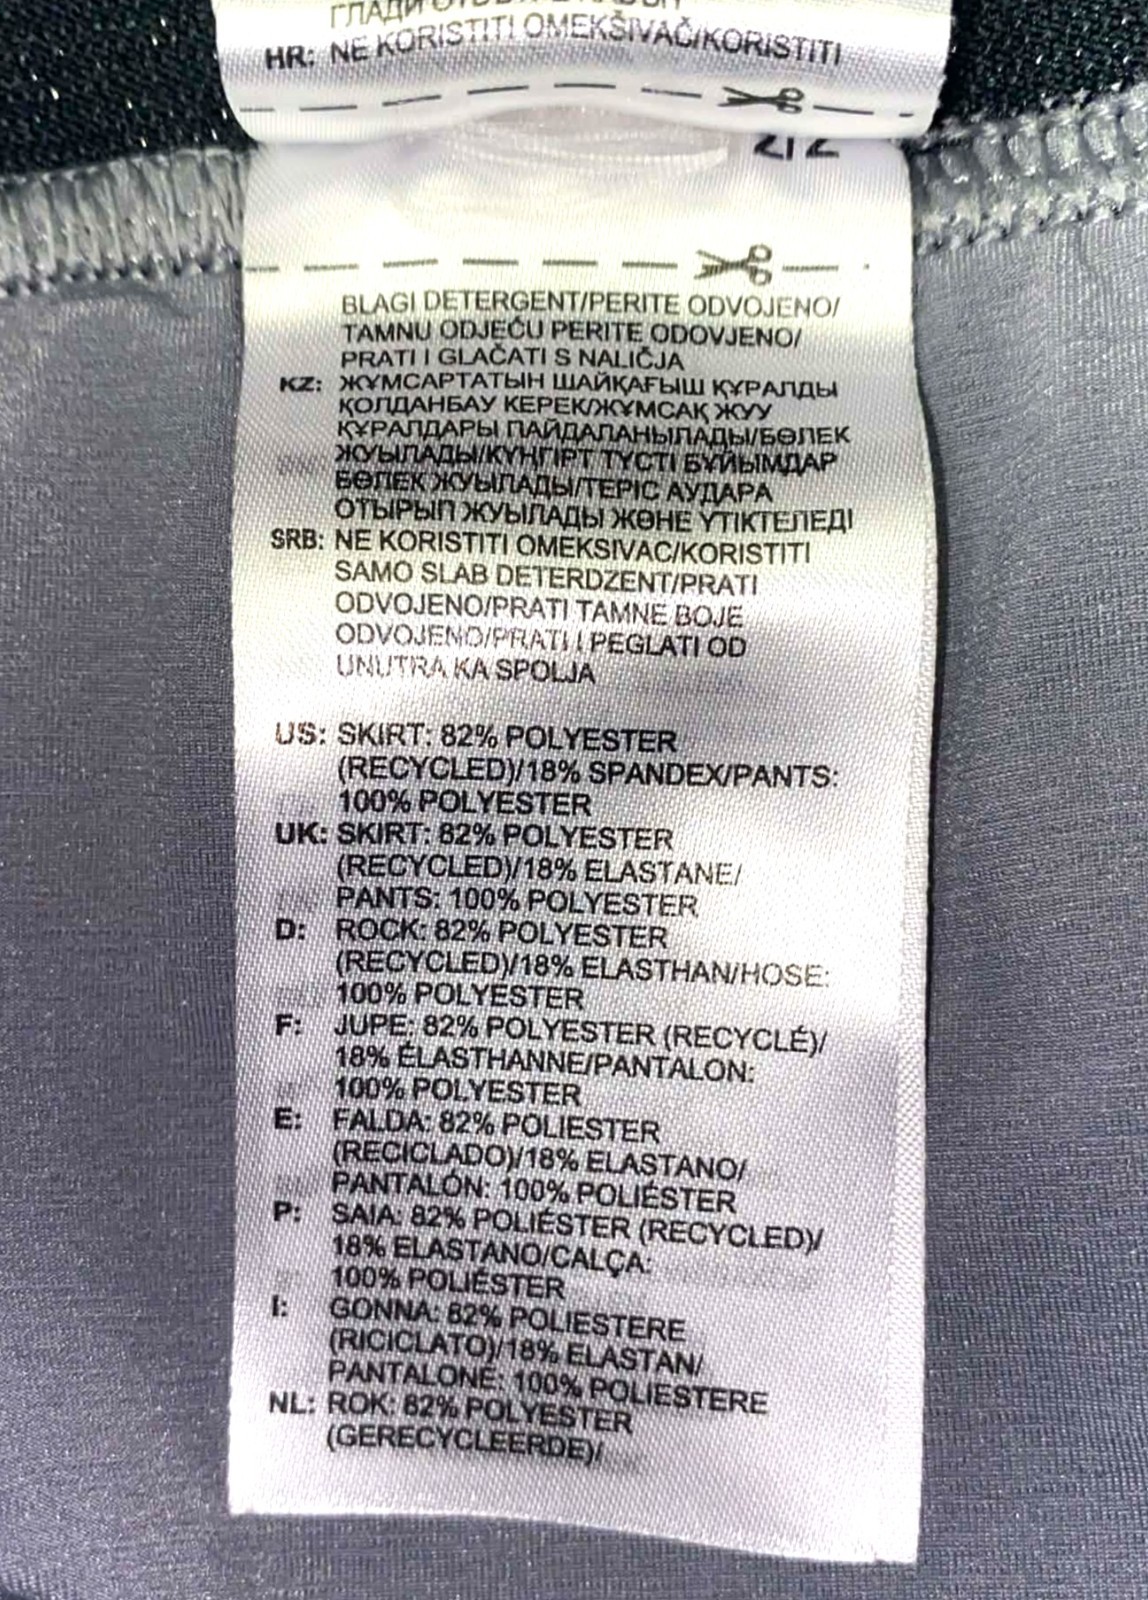 HR: NE KORISTITI OMEKŠIVAČ/KORISTITI
BLAGI DETERGENT/PERITE ODVOJENO/
TAMNU ODJEĆU PERITE ODOVJENO/
PRATI I GLAČATI S NALIČJA
KZ: ЖҰМСАРТАТЫН ШАЙҚАҒЫШ ҚҰРАЛДЫ
ҚОЛДАНБАУ КЕРЕК/ЖҰМСАҚ ЖУУ
ҚҰРАЛДАРЫ ПАЙДАЛАНЫЛАДЫ/БӨЛЕК
ЖУЫЛАДЫ/КҮҢГІРТ ТҮСТІ БҰЙЫМДАР
БӨЛЕК ЖУЫЛАДЫ/ТЕРІС АУДАРА
ОТЫРЫП ЖУЫЛАДЫ ЖӘНЕ ҮТІКТЕЛЕДІ
SRB: NE KORISTITI OMEKSIVAC/KORISTITI
SAMO SLAB DETERDZENT/PRATI
ODVOJENO/PRATI TAMNE BOJE
ODVOJENO/PRATI I PEGLATI OD
UNUTRA KA SPOLJA
US: SKIRT: 82% POLYESTER
(RECYCLED)/18% SPANDEX/PANTS:
100% POLYESTER
UK: SKIRT: 82% POLYESTER
(RECYCLED)/18% ELASTANE/
PANTS: 100% POLYESTER
D: ROCK: 82% POLYESTER
(RECYCLED)/18% ELASTHAN/HOSE:
100% POLYESTER
F: JUPE: 82% POLYESTER (RECYCLÉ)/
18% ÉLASTHANNE/PANTALON:
100% POLYESTER
E: FALDA: 82% POLIESTER
(RECICLADO)/18% ELASTANO/
PANTALÓN: 100% POLIÉSTER
P: SAIA: 82% POLIÉSTER (RECYCLED)/
18% ELASTANO/CALÇA:
100% POLIÉSTER
I: GONNA: 82% POLIESTERE
(RICICLATO)/18% ELASTAN/
PANTALONE: 100% POLIESTERE
NL: ROK: 82% POLYESTER
(GERECYCLEERDE)/